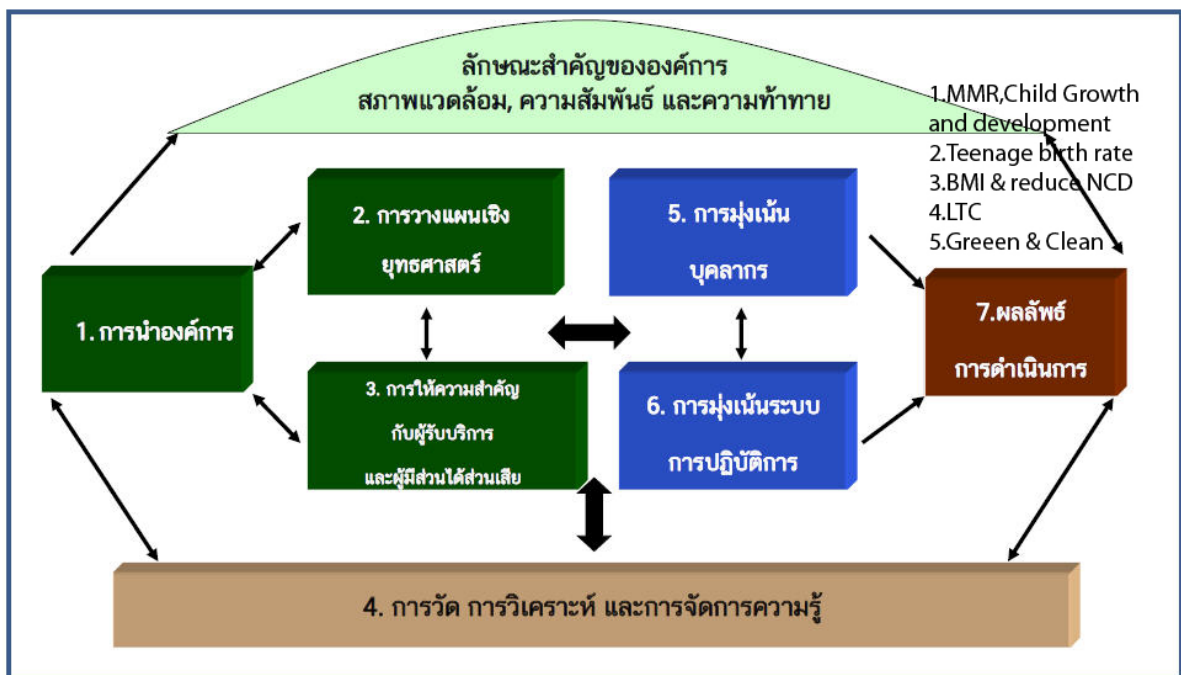 ลักษณะสำคัญขององค์การ
สภาพแวดล้อม, ความสัมพันธ์ และความท้าทาย
1.MMR,Child Growth
and development
2.Teenage birth rate
3.BMI & reduce NCD
4.LTC
5.Greeen & Clean
1. การนำองค์การ
2. การวางแผนเชิง
ยุทธศาสตร์
3. การให้ความสำคัญ
กับผู้รับบริการ
และผู้มีส่วนได้ส่วนเสีย
5. การมุ่งเน้น
บุคลากร
6. การมุ่งเน้นระบบ
การปฏิบัติการ
7.ผลลัพธ์
การดำเนินการ
4. การวัด การวิเคราะห์ และการจัดการความรู้